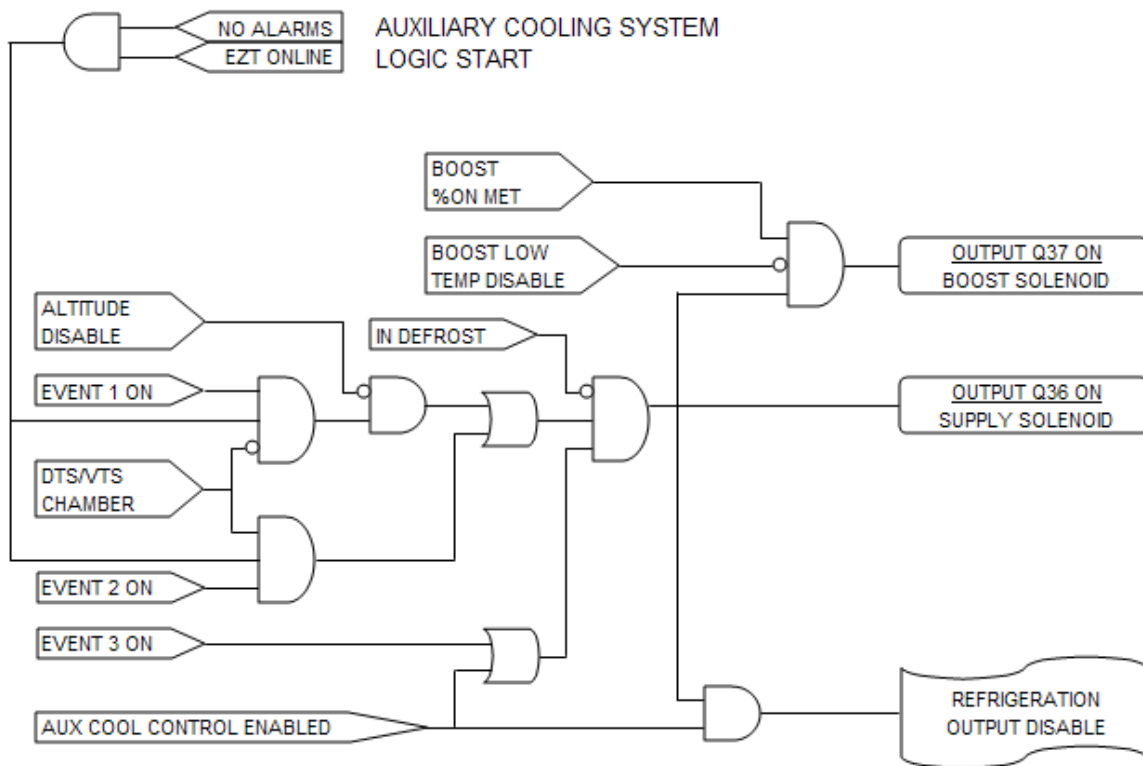 NO ALARMS
EZT ONLINE
AUXILIARY COOLING SYSTEM
LOGIC START
BOOST
%ON MET
BOOST LOW
TEMP DISABLE
OUTPUT Q37 ON
BOOST SOLENOID
ALTITUDE
DISABLE
IN DEFROST
EVENT 1 ON
OUTPUT Q36 ON
SUPPLY SOLENOID
DTS/VTS
CHAMBER
EVENT 2 ON
EVENT 3 ON
AUX COOL CONTROL ENABLED
REFRIGERATION
OUTPUT DISABLE